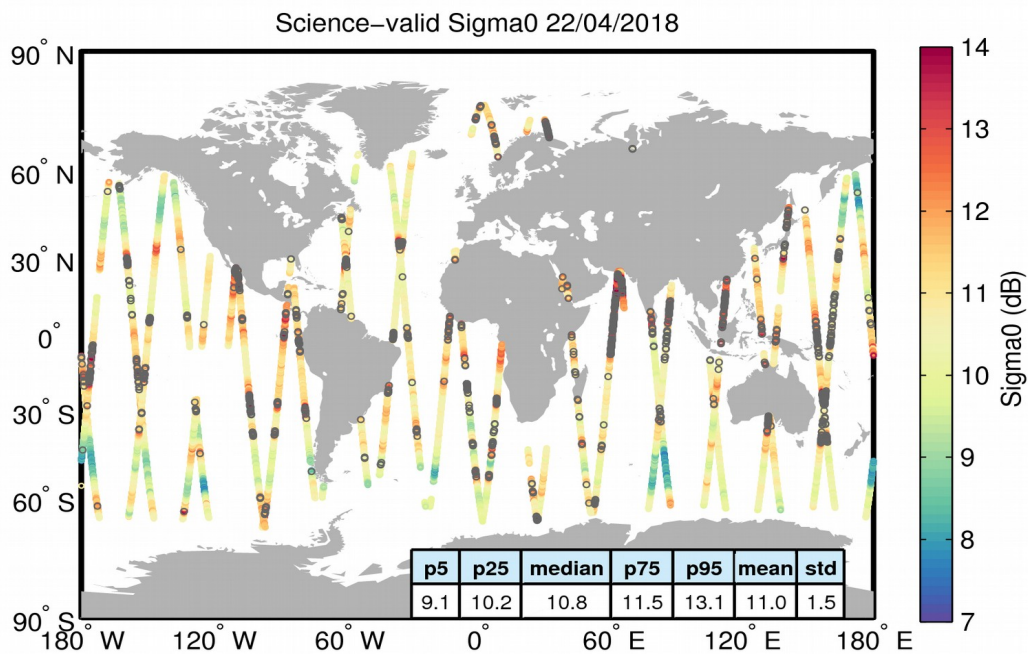 Science−valid Sigma0 22/04/2018
90° N
60° N
30° N
0°
30° S
60° S
90° S
180° W
120° W
60° W
0°
60° E
120° E
180° E
p5 p25 median p75 p95 mean std
9.1 10.2 10.8 11.5 13.1 11.0 1.5
14
13
12
11
10
9
8
7
Sigma0 (dB)